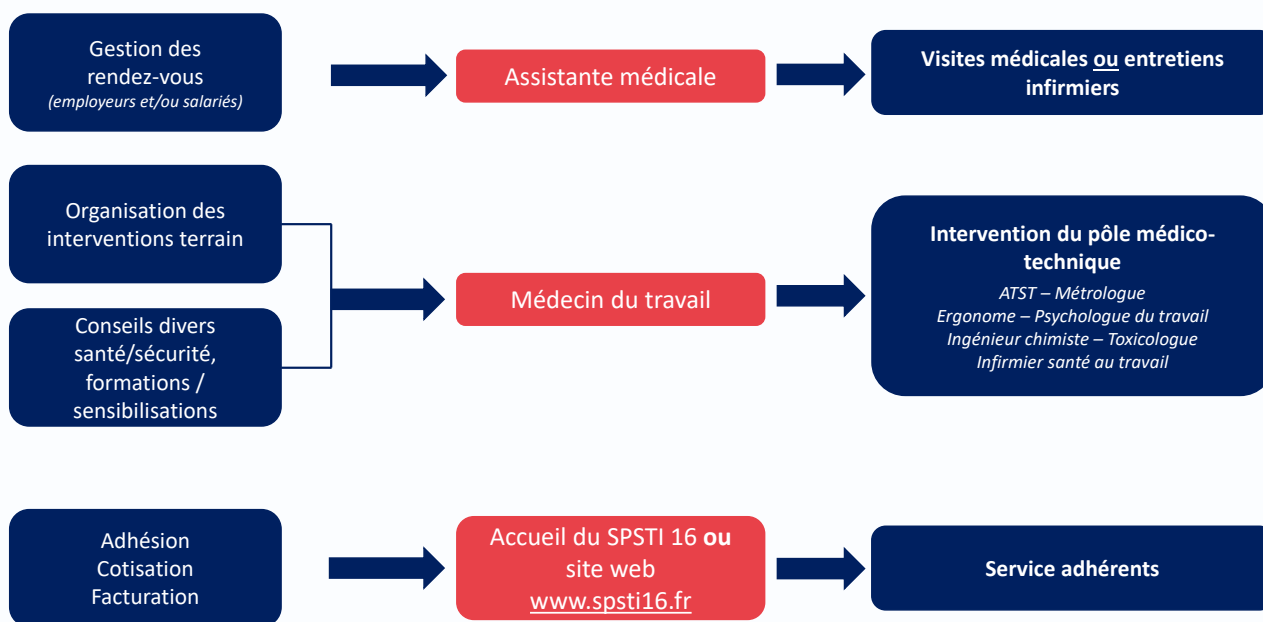 Gestion des
rendez-vous
(employeurs et/ou salariés)
Assistante médicale
Visites médicales ou entretiens
infirmiers
Organisation des
interventions terrain
Conseils divers
santé/sécurité,
formations /
sensibilisations
Médecin du travail
Intervention du pôle médico-
technique
ATST – Métrologue
Ergonome – Psychologue du travail
Ingénieur chimiste – Toxicologue
Infirmier santé au travail
Adhésion
Cotisation
Facturation
Accueil du SPSTI 16 ou
site web
www.spsti16.fr
Service adhérents